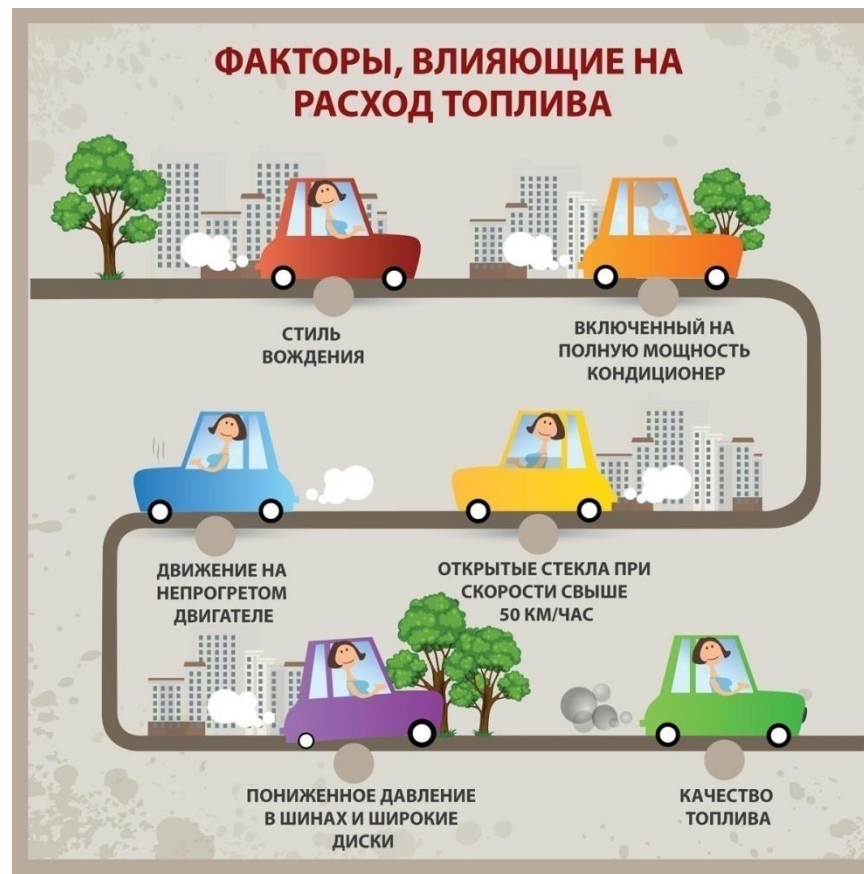 ФАКТОРЫ, ВЛИЯЮЩИЕ НА
РАСХОД ТОПЛИВА
СТИЛЬ
ВОЖДЕНИЯ
ВКЛЮЧЕННЫЙ НА
ПОЛНУЮ МОЩНОСТЬ
КОНДИЦИОНЕР
ДВИЖЕНИЕ НА
НЕПРОГРЕТОМ
ДВИГАТЕЛЕ
ОТКРЫТЫЕ СТЕКЛА ПРИ
СКОРОСТИ СВЫШЕ
50 КМ/ЧАС
ПОНИЖЕННОЕ ДАВЛЕНИЕ
В ШИНАХ И ШИРОКИЕ
ДИСКИ
КАЧЕСТВО
ТОПЛИВА